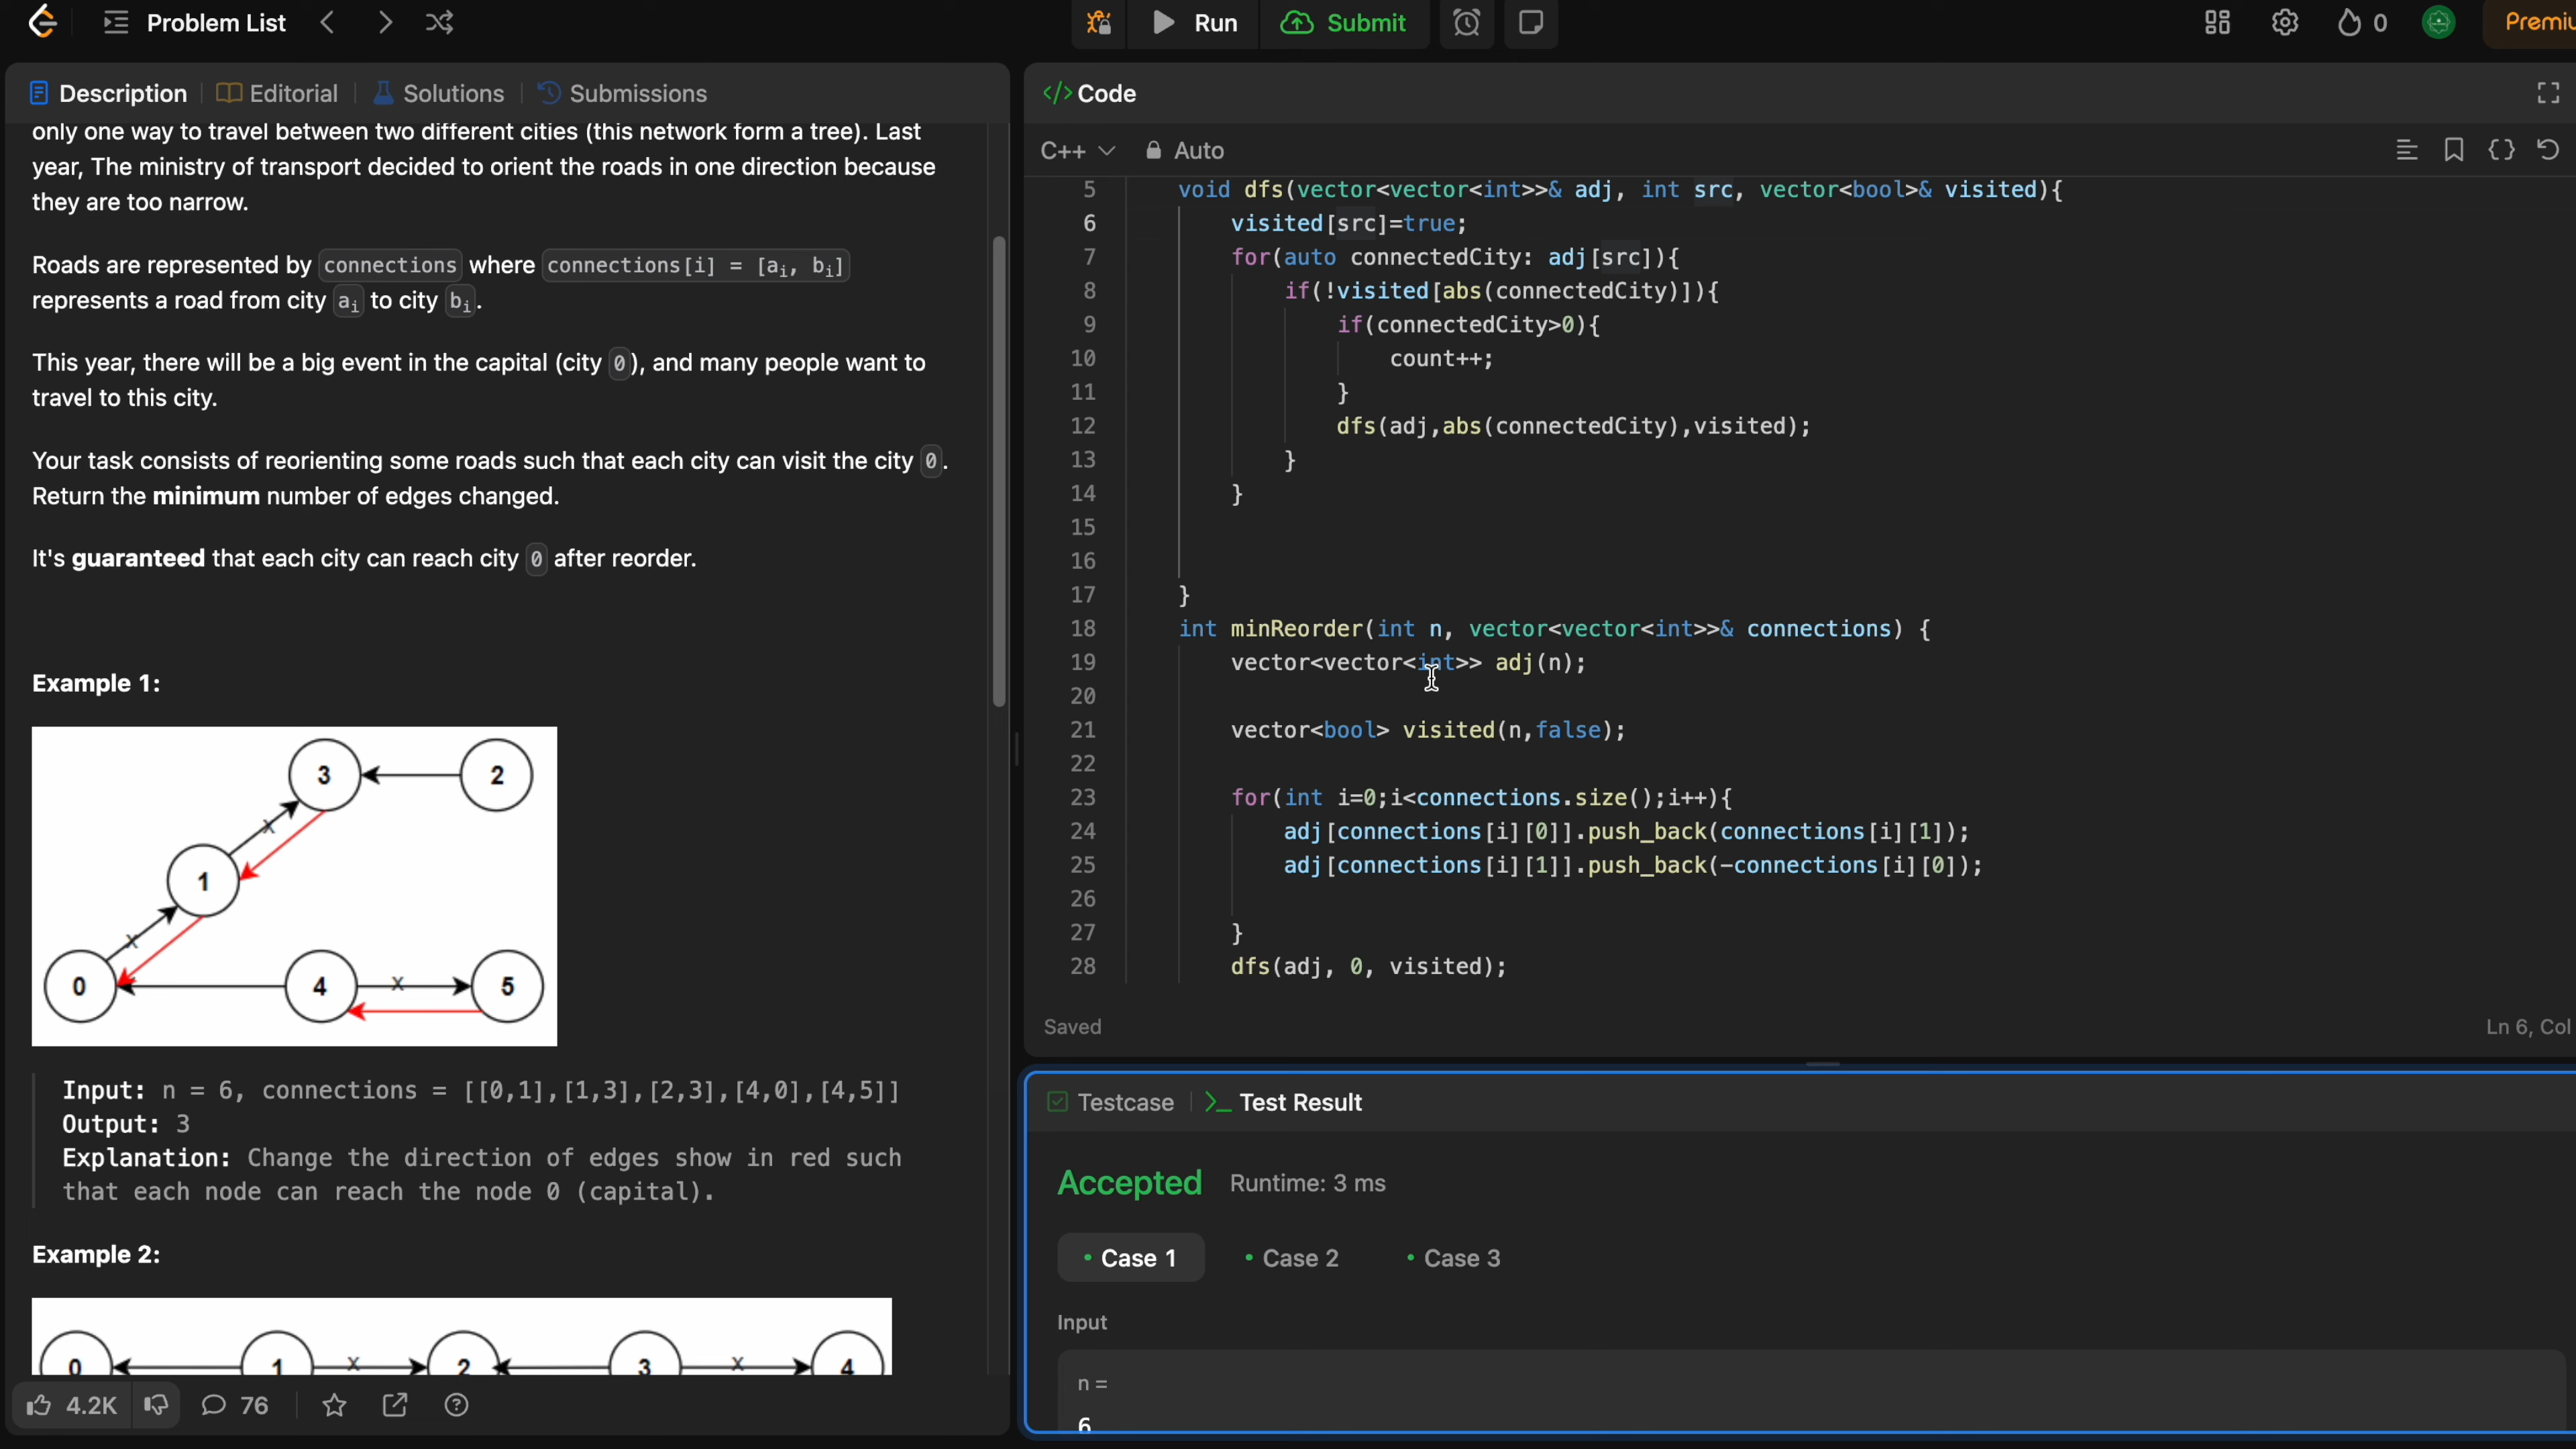 Problem List
Run
Submit
0
Premiu
Description
Editorial
Solutions
Submissions
only one way to travel between two different cities (this network form a tree). Last
year, The ministry of transport decided to orient the roads in one direction because
they are too narrow.
Roads are represented by connections where connections[i] = [ai, bi]
represents a road from city ai to city bi.
This year, there will be a big event in the capital (city 0), and many people want to
travel to this city.
Your task consists of reorienting some roads such that each city can visit the city 0.
Return the minimum number of edges changed.
It's guaranteed that each city can reach city 0 after reorder.
Example 1:
3
2
x
1
x
0
4
x
5
Input: n = 6, connections = [[0,1],[1,3],[2,3],[4,0],[4,5]]
Output: 3
Explanation: Change the direction of edges show in red such
that each node can reach the node 0 (capital).
Example 2:
0
1
x
2
3
x
4
4.2K
76
</> Code
C++
Auto
5 void dfs(vector<vector<int>>& adj, int src, vector<bool>& visited){
6 visited[src]=true;
7 for(auto connectedCity: adj[src]){
8 if(!visited[abs(connectedCity)]){
9 if(connectedCity>0){
10 count++;
11 }
12 dfs(adj,abs(connectedCity),visited);
13 }
14 }
15
16
17 }
18 int minReorder(int n, vector<vector<int>>& connections) {
19 vector<vector<int>> adj(n);
20
21 vector<bool> visited(n,false);
22
23 for(int i=0;i<connections.size();i++){
24 adj[connections[i][0]].push_back(connections[i][1]);
25 adj[connections[i][1]].push_back(-connections[i][0]);
26
27 }
28 dfs(adj, 0, visited);
Saved
Ln 6, Col
Testcase
Test Result
Accepted
Runtime: 3 ms
Case 1
Case 2
Case 3
Input
n =
6